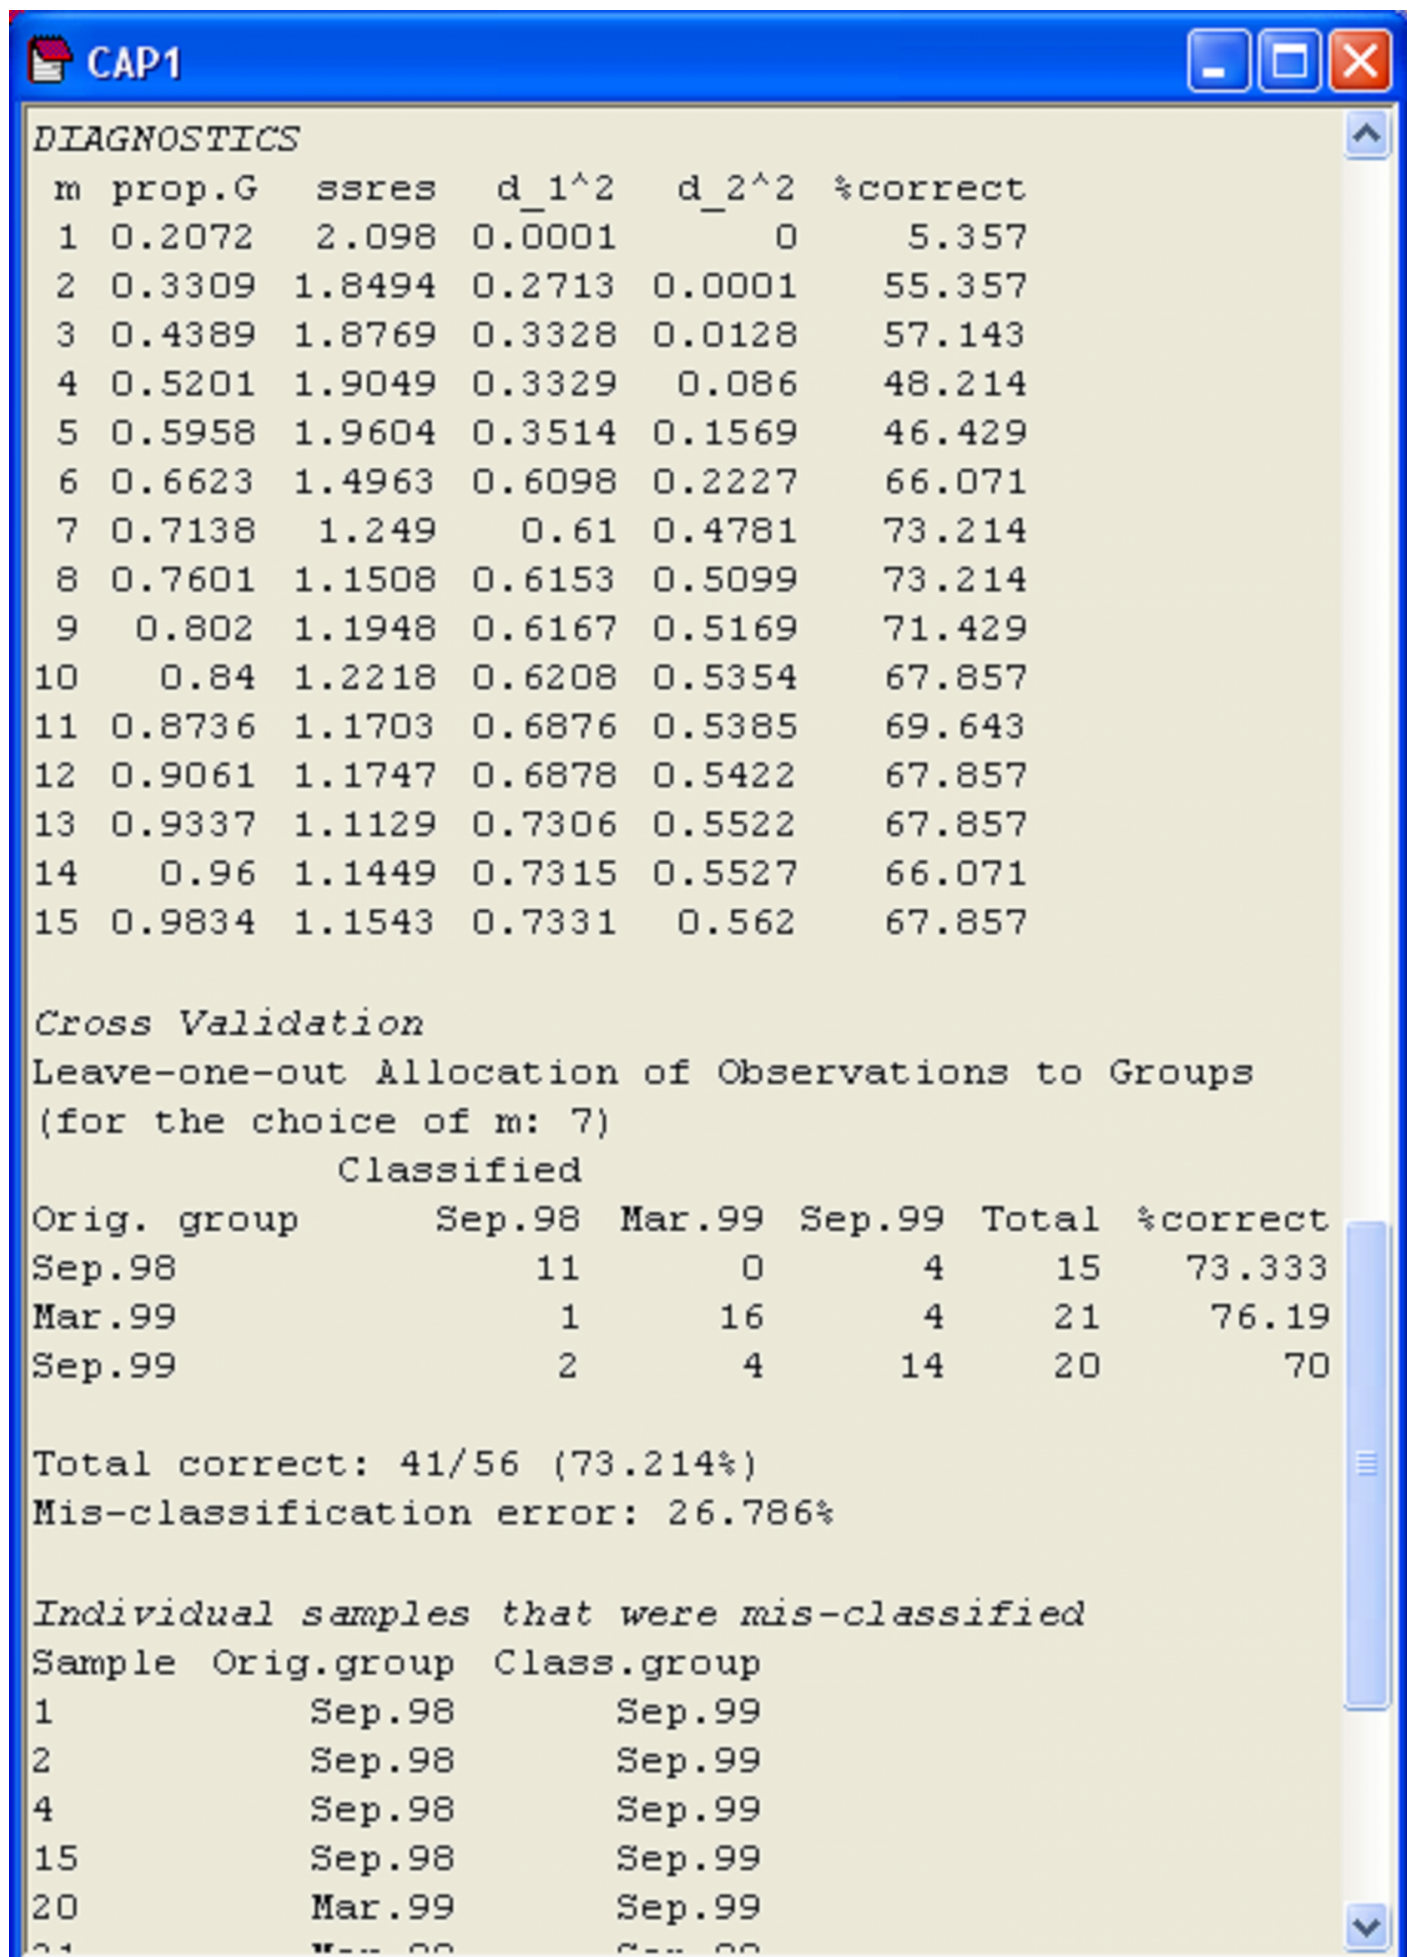 CAP1
DIAGNOSTICS
m prop.G ssres d_1^2 d_2^2 %correct
1 0.2072 2.098 0.0001 0 5.357
2 0.3309 1.8494 0.2713 0.0001 55.357
3 0.4389 1.8769 0.3328 0.0128 57.143
4 0.5201 1.9049 0.3329 0.086 48.214
5 0.5958 1.9604 0.3514 0.1569 46.429
6 0.6623 1.4963 0.6098 0.2227 66.071
7 0.7138 1.249 0.61 0.4781 73.214
8 0.7601 1.1508 0.6153 0.5099 73.214
9 0.802 1.1948 0.6167 0.5169 71.429
10 0.84 1.2218 0.6208 0.5354 67.857
11 0.8736 1.1703 0.6876 0.5385 69.643
12 0.9061 1.1747 0.6878 0.5422 67.857
13 0.9337 1.1129 0.7306 0.5522 67.857
14 0.96 1.1449 0.7315 0.5527 66.071
15 0.9834 1.1543 0.7331 0.562 67.857
Cross Validation
Leave-one-out Allocation of Observations to Groups
(for the choice of m: 7)
Classified
Orig. group Sep.98 Mar.99 Sep.99 Total %correct
Sep.98 11 0 4 15 73.333
Mar.99 1 16 4 21 76.19
Sep.99 2 4 14 20 70
Total correct: 41/56 (73.214%)
Mis-classification error: 26.786%
Individual samples that were mis-classified
Sample Orig.group Class.group
1 Sep.98 Sep.99
2 Sep.98 Sep.99
4 Sep.98 Sep.99
15 Sep.98 Sep.99
20 Mar.99 Sep.99